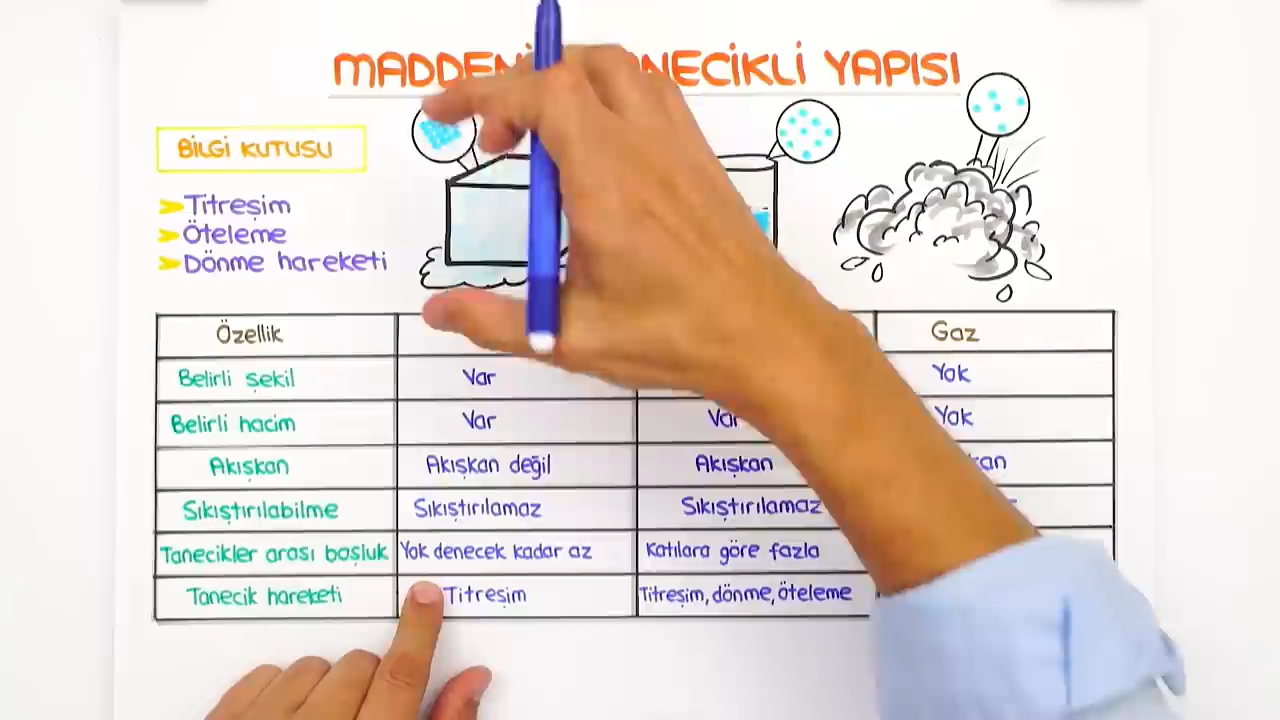 MADDENİ NECİKLİ YAPISI
BİLGİ KUTUSU
➤Titreşim
➤Öteleme
➤Dönme hareketi
Özellik Gaz
Belirli şekil Var Yok
Belirli hacim Var Var Yok
Akışkan Akışkan değil Akışkan
Sıkıştırılabilme Sıkıştırılamaz Sıkıştırılamaz
Tanecikler arası boşluk Yok denecek kadar az Katılara göre fazla
Tanecik hareketi Titreşim Titreşim, dönme, öteleme